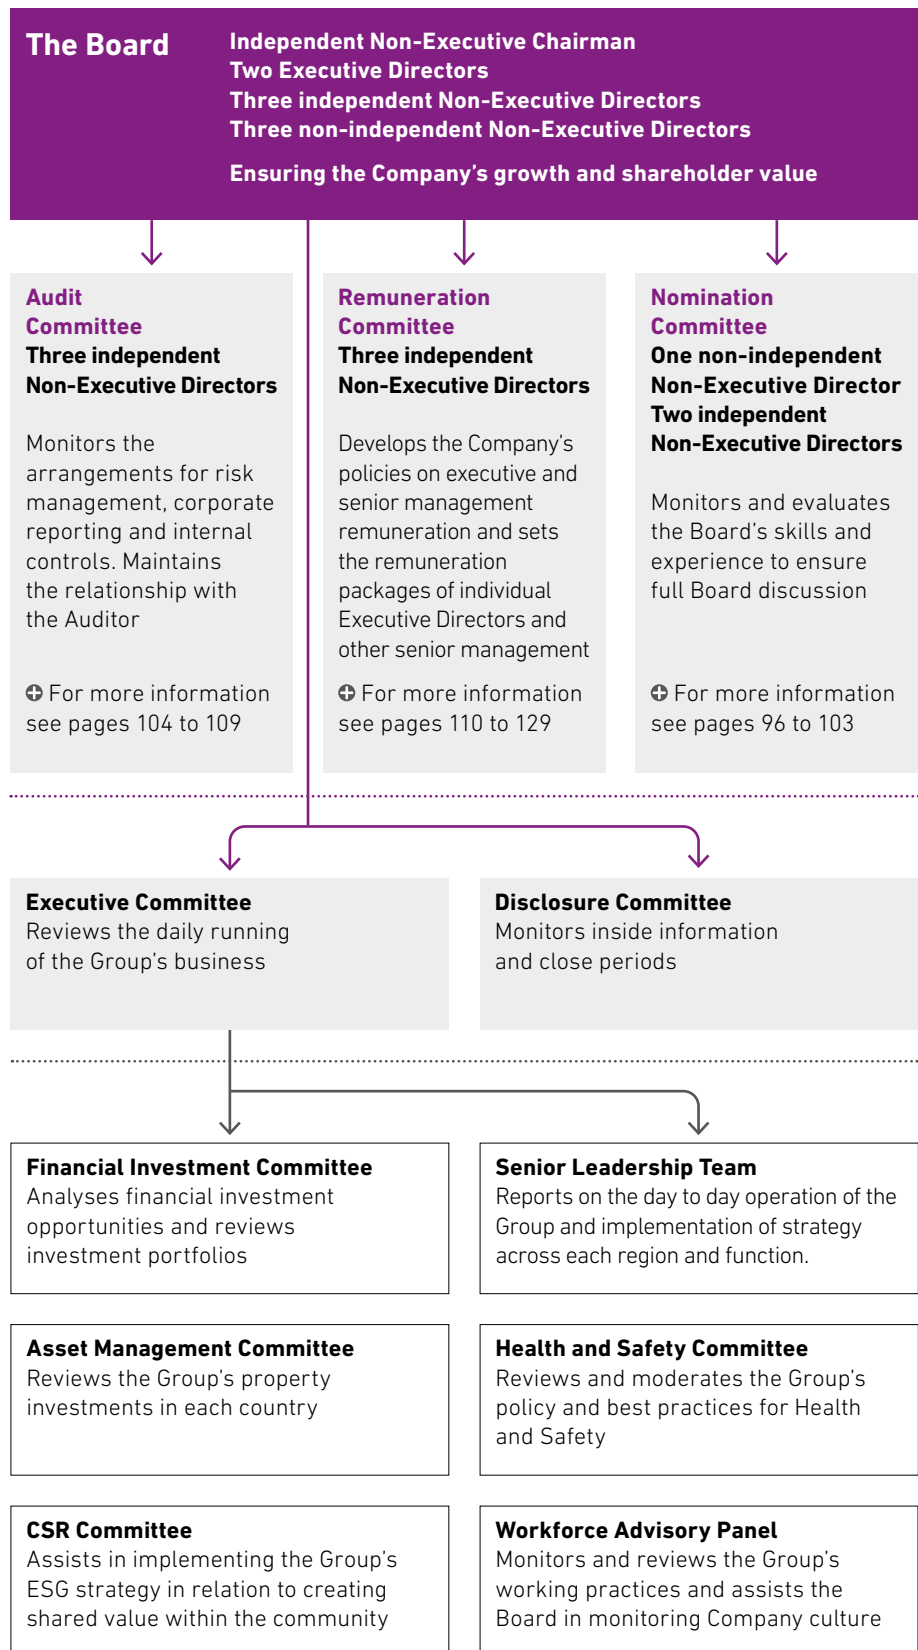 The Board
Independent Non-Executive Chairman
Two Executive Directors
Three independent Non-Executive Directors
Three non-independent Non-Executive Directors
Ensuring the Company’s growth and shareholder value
Audit
Committee
Three independent
Non-Executive Directors
Monitors the
arrangements for risk
management, corporate
reporting and internal
controls. Maintains
the relationship with
the Auditor
For more information
see pages 104 to 109
Remuneration
Committee
Three independent
Non-Executive Directors
Develops the Company’s
policies on executive and
senior management
remuneration and sets
the remuneration
packages of individual
Executive Directors and
other senior management
For more information
see pages 110 to 129
Nomination
Committee
One non-independent
Non-Executive Director
Two independent
Non-Executive Directors
Monitors and evaluates
the Board’s skills and
experience to ensure
full Board discussion
For more information
see pages 96 to 103
Executive Committee
Reviews the daily running
of the Group’s business
Disclosure Committee
Monitors inside information
and close periods
Financial Investment Committee
Analyses financial investment
opportunities and reviews
investment portfolios
Senior Leadership Team
Reports on the day to day operation of the
Group and implementation of strategy
across each region and function.
Asset Management Committee
Reviews the Group’s property
investments in each country
Health and Safety Committee
Reviews and moderates the Group’s
policy and best practices for Health
and Safety
CSR Committee
Assists in implementing the Group’s
ESG strategy in relation to creating
shared value within the community
Workforce Advisory Panel
Monitors and reviews the Group’s
working practices and assists the
Board in monitoring Company culture